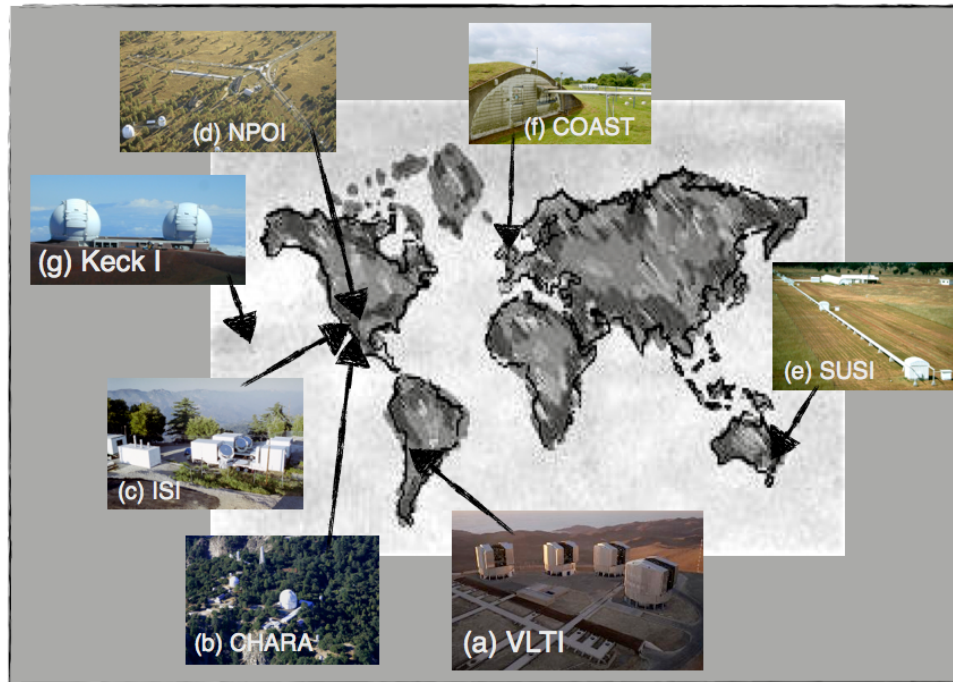 (d) NPOI
(f) COAST
(g) Keck I
(e) SUSI
(c) ISI
(b) CHARA
(a) VLTI